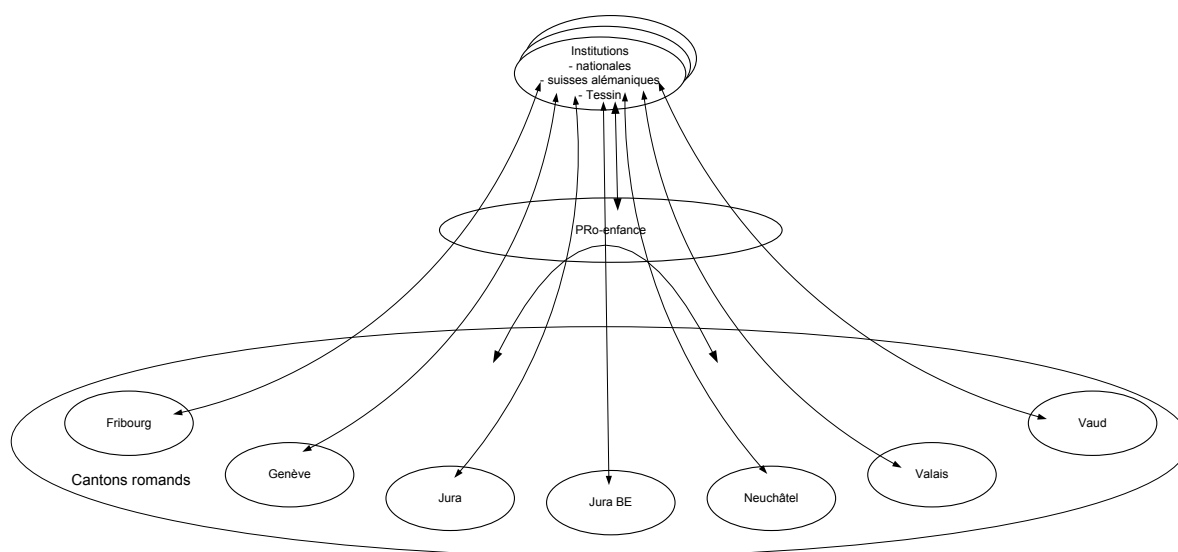 Institutions
- nationales
- suisses alémaniques
- Tessin
PRo-enfance
Fribourg
Vaud
Genève
Valais
Cantons romands
Jura
Jura BE
Neuchâtel